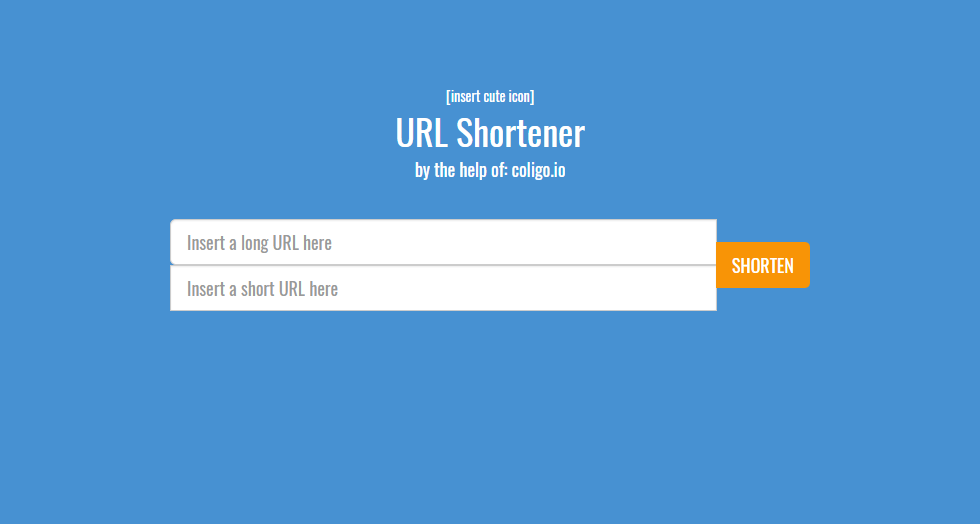 [insert cute icon]
URL Shortener
by the help of: coligo.io
Insert a long URL here
SHORTEN
Insert a short URL here